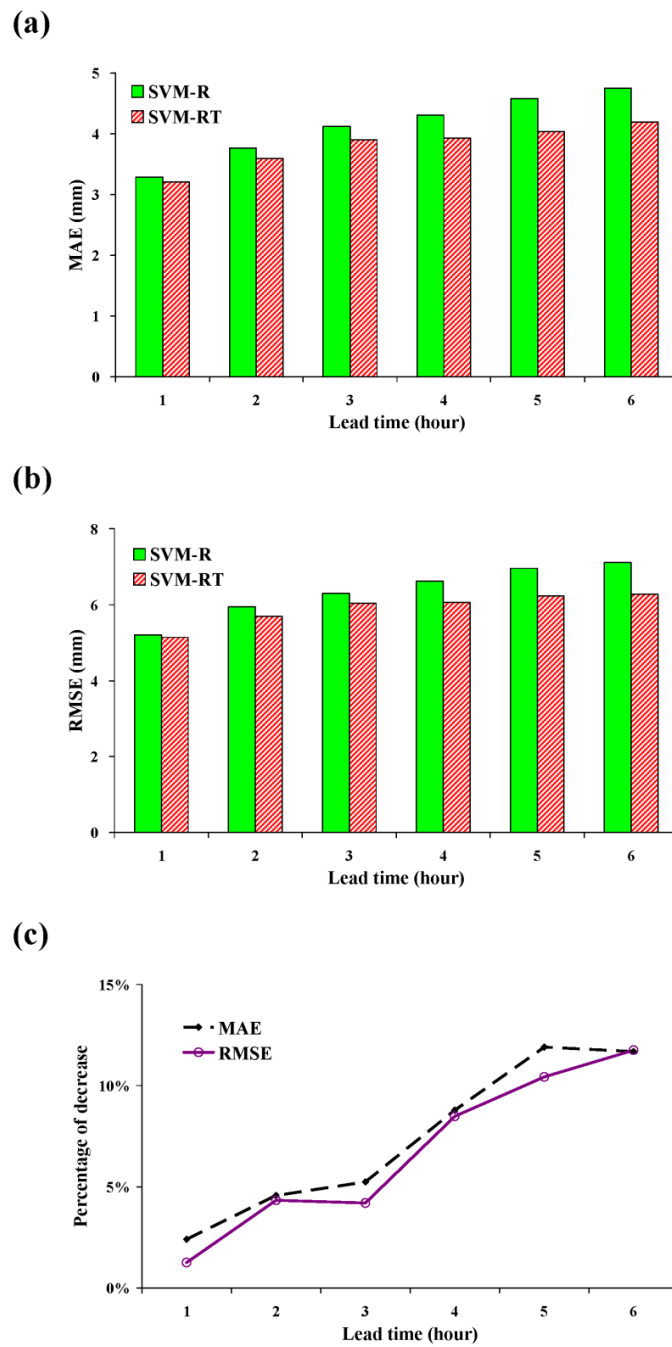 (a)
5
4
3
2
1
0
MAE (mm)
SVM-R
SVM-RT
1 2 3 4 5 6
Lead time (hour)
(b)
8
6
4
2
0
RMSE (mm)
SVM-R
SVM-RT
1 2 3 4 5 6
Lead time (hour)
(c)
15%
10%
5%
0%
Percentage of decrease
MAE
RMSE
1 2 3 4 5 6
Lead time (hour)